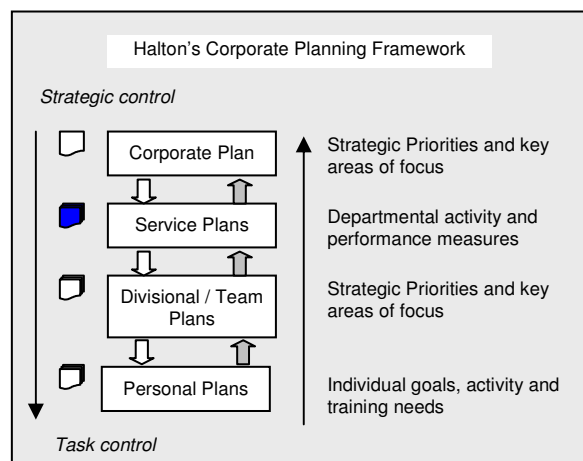 Halton's Corporate Planning Framework
Strategic control
Corporate Plan
Strategic Priorities and key
areas of focus
Service Plans
Departmental activity and
performance measures
Divisional / Team
Plans
Strategic Priorities and key
areas of focus
Personal Plans
Individual goals, activity and
training needs
Task control